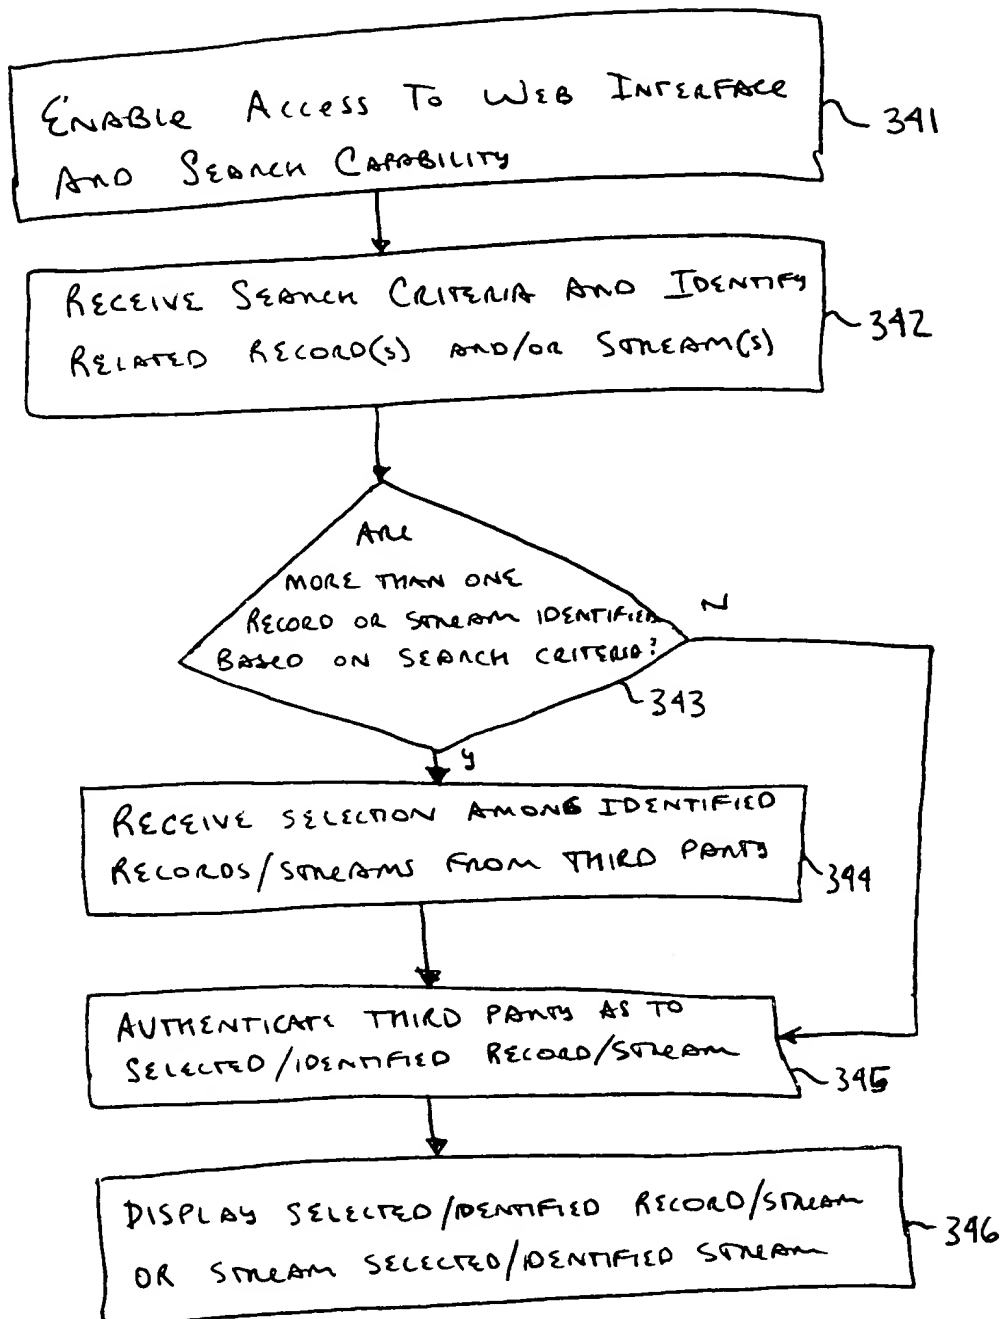 ENABLE ACCESS TO WEB INTERFACE
AND SEARCH CAPABILITY
341
RECEIVE SEARCH CRITERIA AND IDENTIFY
RELATED RECORD(S) AND/OR STREAM(S)
342
ARE
MORE THAN ONE
RECORD OR STREAM IDENTIFIED
BASED ON SEARCH CRITERIA?
N
343
Y
RECEIVE SELECTION AMONG IDENTIFIED
RECORDS/STREAMS FROM THIRD PARTY
344
AUTHENTICATE THIRD PARTY AS TO
SELECTED/IDENTIFIED RECORD/STREAM
345
DISPLAY SELECTED/IDENTIFIED RECORD/STREAM
OR STREAM SELECTED/IDENTIFIED STREAM
346